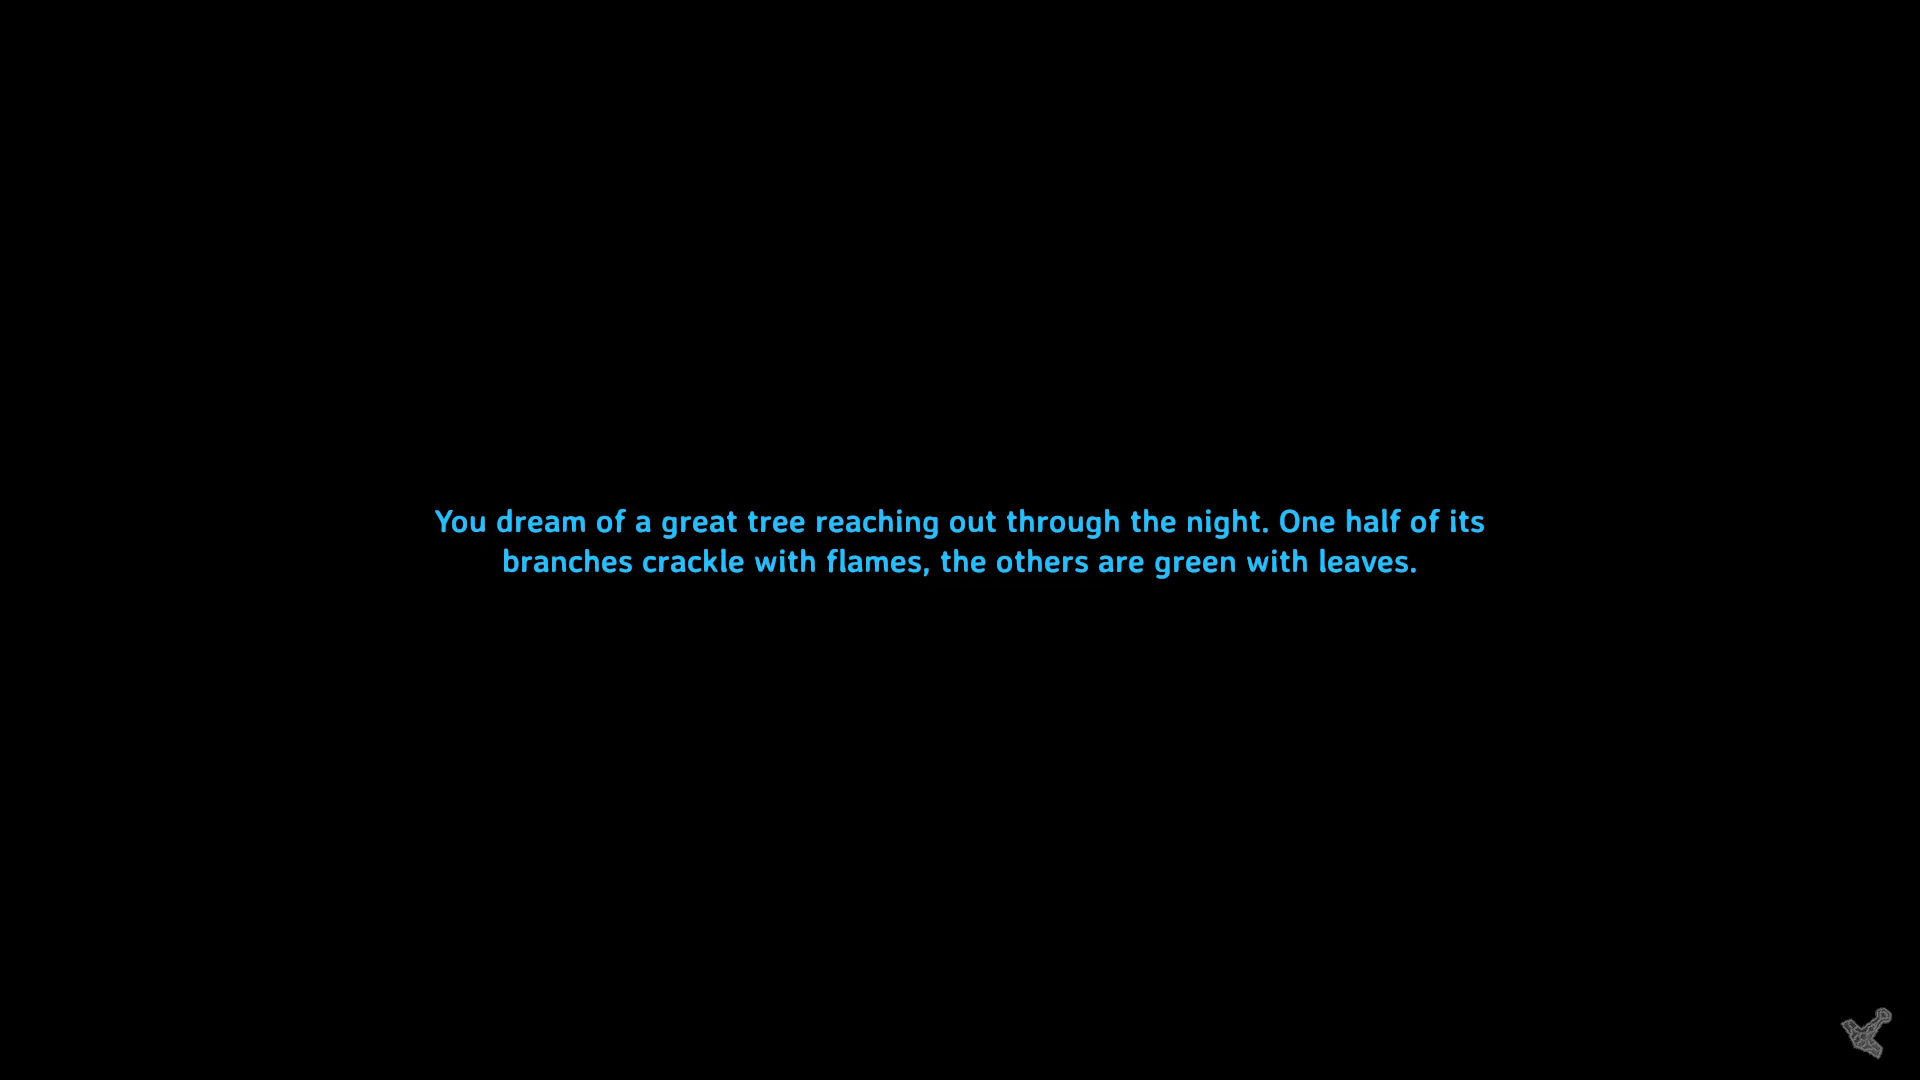 You dream of a great tree reaching out through the night. One half of its
branches crackle with flames, the others are green with leaves.